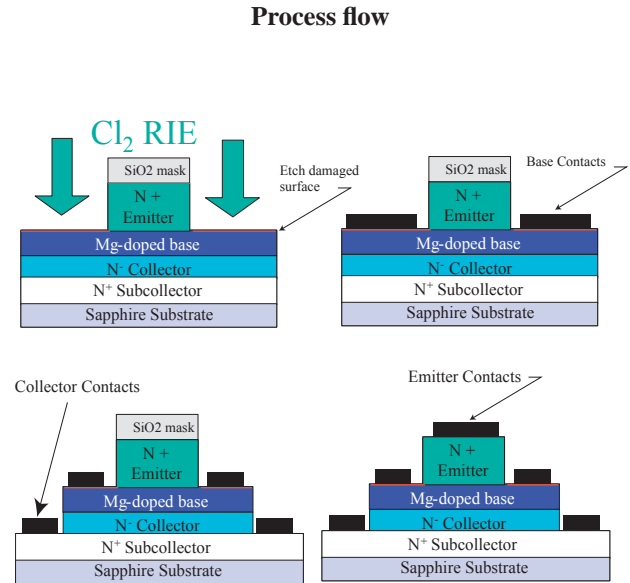 Process flow
Cl₂ RIE
SiO2 mask
Etch damaged
surface
N +
Emitter
Mg-doped base
N⁻ Collector
N⁺ Subcollector
Sapphire Substrate
SiO2 mask
Base Contacts
N +
Emitter
Mg-doped base
N⁻ Collector
N⁺ Subcollector
Sapphire Substrate
Collector Contacts
SiO2 mask
N +
Emitter
Mg-doped base
N⁻ Collector
N⁺ Subcollector
Sapphire Substrate
Emitter Contacts
N +
Emitter
Mg-doped base
N⁻ Collector
N⁺ Subcollector
Sapphire Substrate